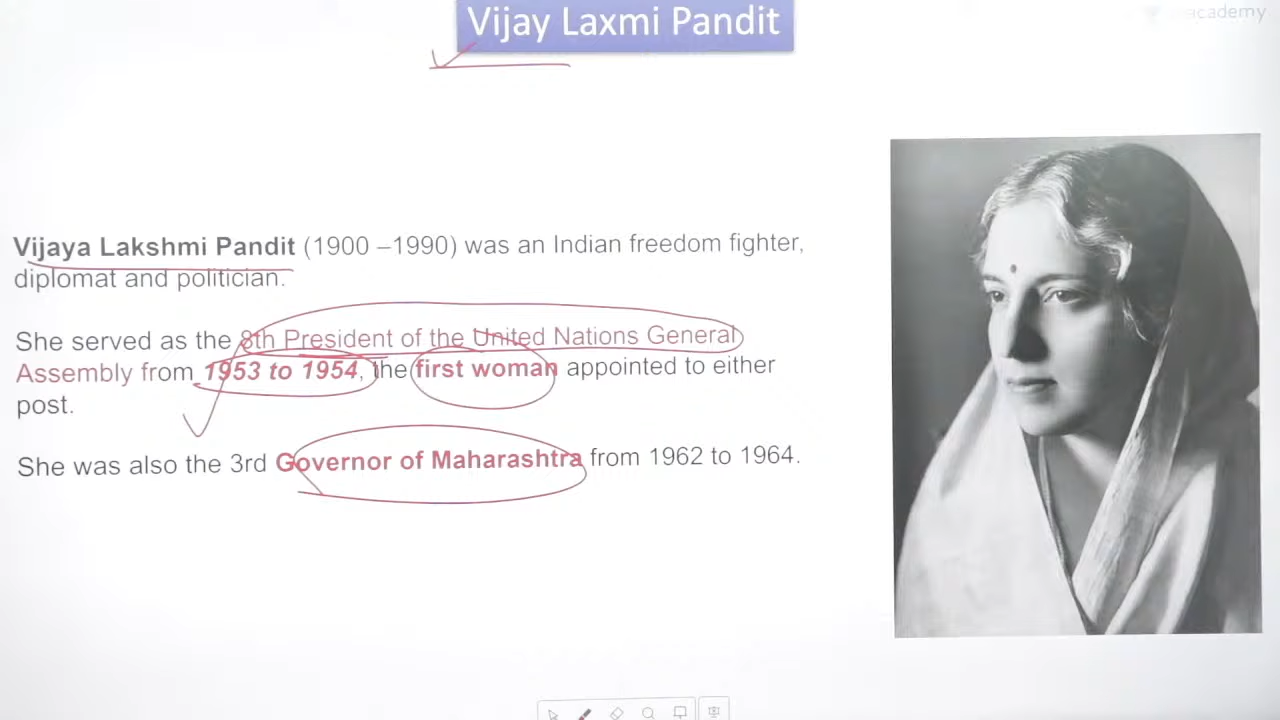 Vijay Laxmi Pandit
academy
Vijaya Lakshmi Pandit (1900 –1990) was an Indian freedom fighter,
diplomat and politician.
She served as the 8th President of the United Nations General
Assembly from 1953 to 1954, the first woman appointed to either
post.
She was also the 3rd Governor of Maharashtra from 1962 to 1964.